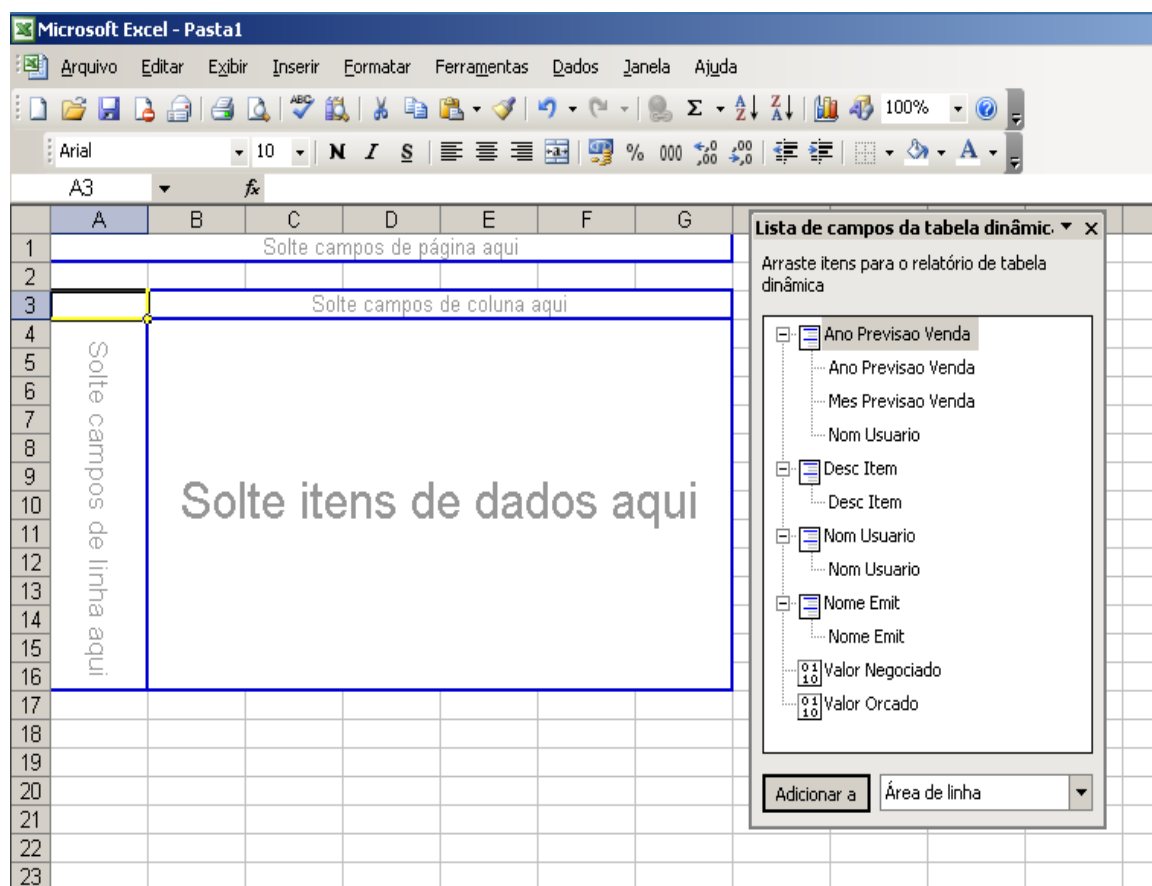 Microsoft Excel - Pasta1
Arquivo Editar Exibir Inserir Formatar Ferramentas Dados Janela Ajuda
ABC Σ A Z Z A 100%
Arial 10 N I S a % 000 ,0 ,00 ,00 ,0 A
A3 fx
A B C D E F G
1 Solte campos de página aqui
2
3 Solte campos de coluna aqui
4
5
6
7
8
9
10
11
12
13
14
15
16
17
18
19
20
21
22
23
Solte campos de linha aqui
Solte itens de dados aqui
Lista de campos da tabela dinâmic.
Arraste itens para o relatório de tabela
dinâmica
Ano Previsao Venda
Ano Previsao Venda
Mes Previsao Venda
Nom Usuario
Desc Item
Desc Item
Nom Usuario
Nom Usuario
Nome Emit
Nome Emit
Valor Negociado
Valor Orcado
Adicionar a Área de linha